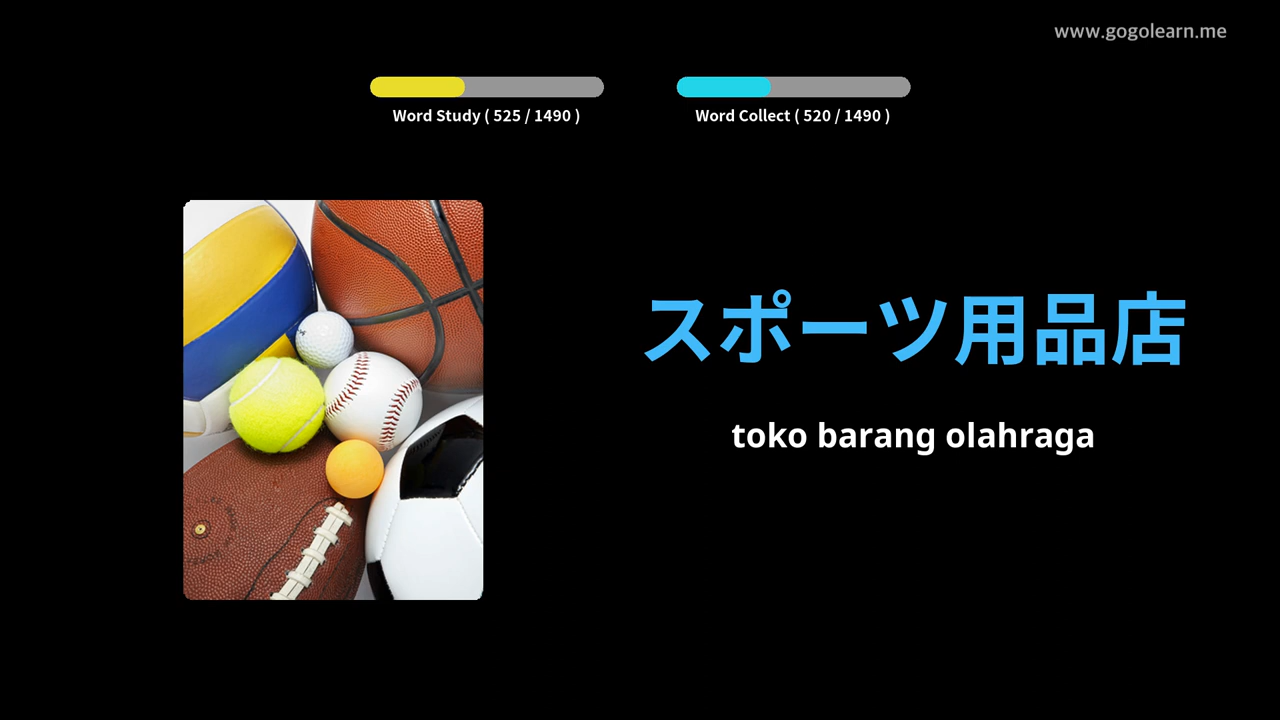 www.gogolearn.me
Word Study ( 525 / 1490 )
Word Collect ( 520 / 1490 )
スポーツ用品店
toko barang olahraga